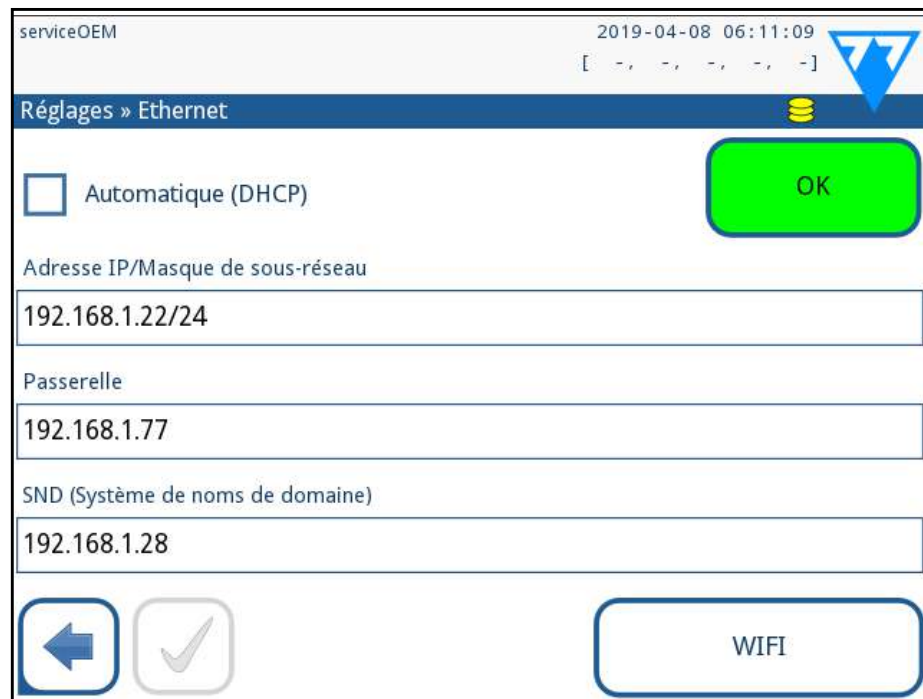 serviceOEM
2019-04-08 06:11:09
[ -, -, -, -, -]
Réglages » Ethernet
Automatique (DHCP)
OK
Adresse IP/Masque de sous-réseau
192.168.1.22/24
Passerelle
192.168.1.77
SND (Système de noms de domaine)
192.168.1.28
WIFI